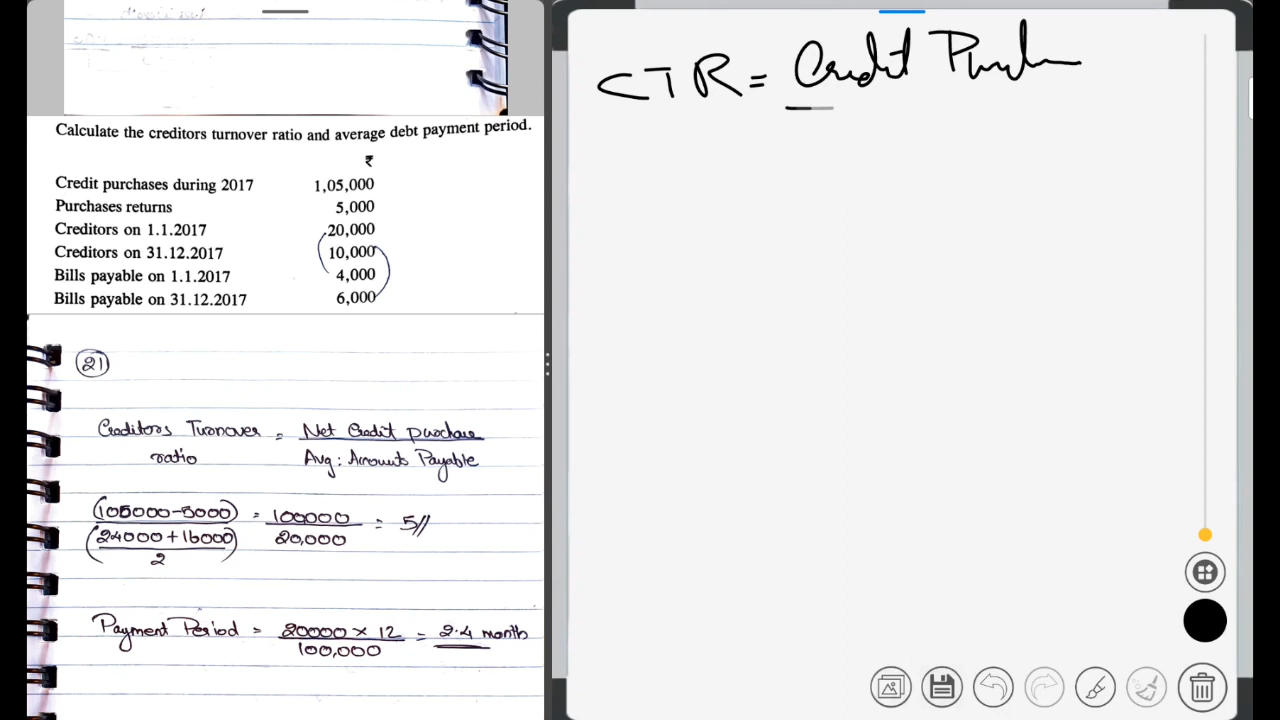 Calculate the creditors turnover ratio and average debt payment period.
₹
Credit purchases during 2017 1,05,000
Purchases returns 5,000
Creditors on 1.1.2017 20,000
Creditors on 31.12.2017 10,000
Bills payable on 1.1.2017 4,000
Bills payable on 31.12.2017 6,000
21
Creditors Turnover ratio = Net Credit purchase / Avg: Accounts Payable
(105000-5000) / (24000+16000 / 2) = 100000 / 20,000 = 5//
Payment Period = 20000 × 12 / 100,000 = 2.4 month
CTR = Credit